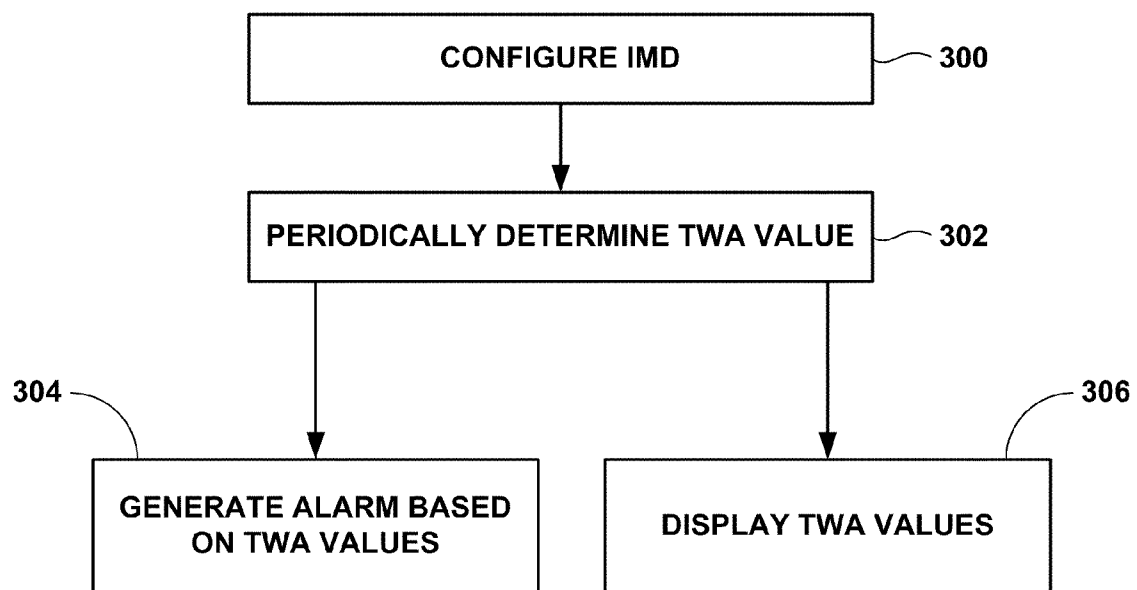 CONFIGURE IMD
300
PERIODICALLY DETERMINE TWA VALUE
302
304
306
GENERATE ALARM BASED
ON TWA VALUES
DISPLAY TWA VALUES